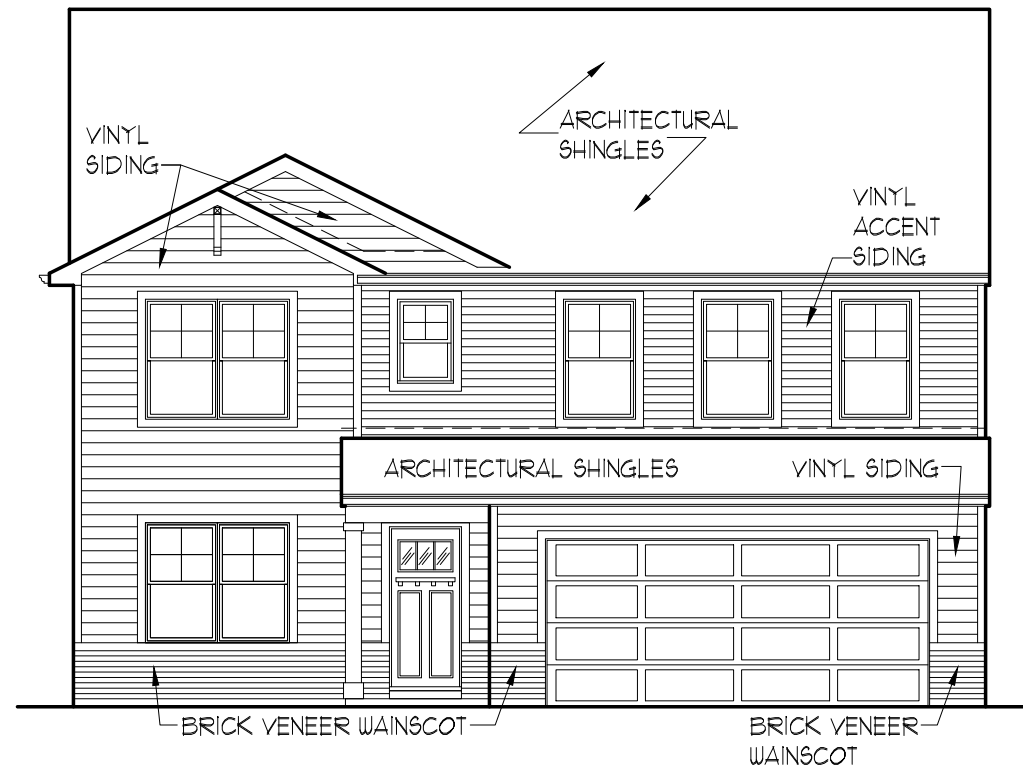 ARCHITECTURAL
SHINGLES
VINYL
SIDING
VINYL
ACCENT
SIDING
ARCHITECTURAL SHINGLES
VINYL SIDING
BRICK VENEER WAINSCOT
BRICK VENEER
WAINSCOT